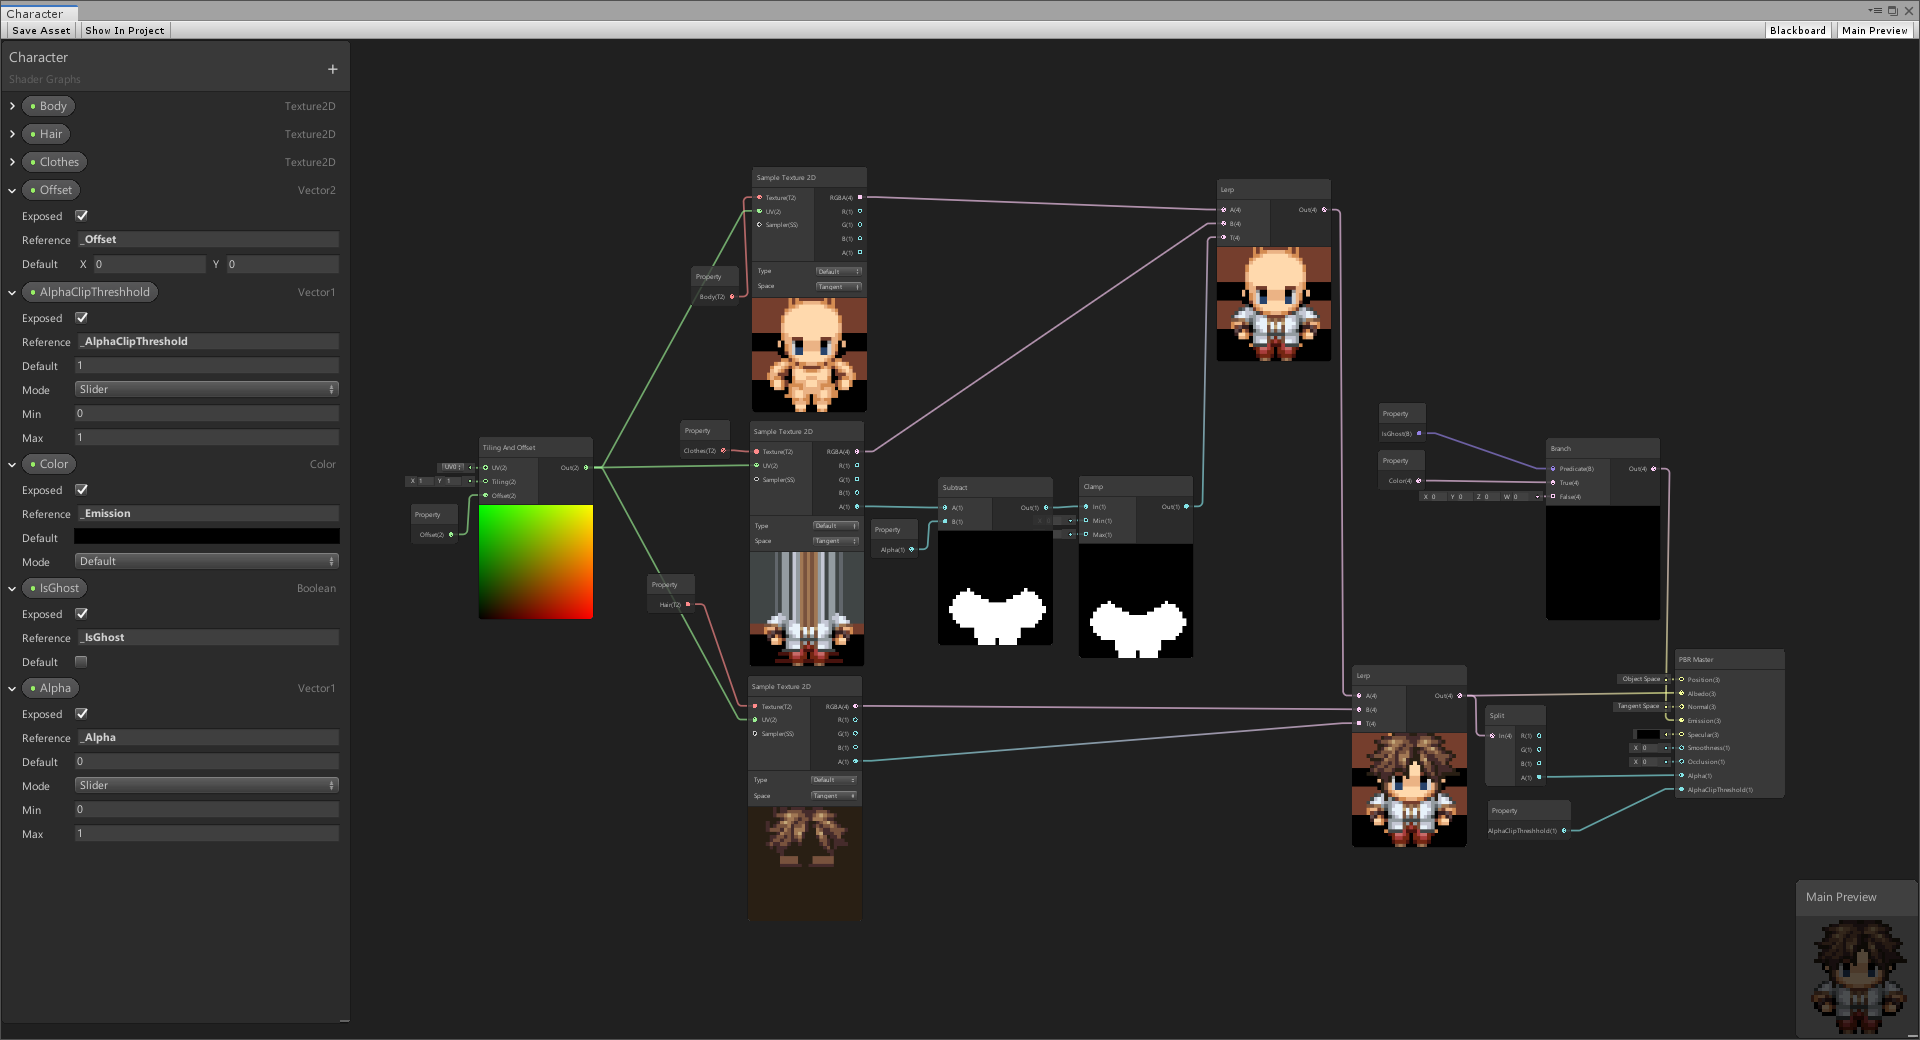 Character
Save Asset
Show In Project
Blackboard
Main Preview
Character
Shader Graphs
Body
Texture2D
Hair
Texture2D
Clothes
Texture2D
Offset
Vector2
Exposed
Reference
_Offset
Default X 0 Y 0
AlphaClipThreshhold
Vector1
Exposed
Reference
_AlphaClipThreshold
Default 1
Mode Slider
Min 0
Max 1
Color
Color
Exposed
Reference
_Emission
Default
Mode Default
IsGhost
Boolean
Exposed
Reference
_IsGhost
Default
Alpha
Vector1
Exposed
Reference
_Alpha
Default 0
Mode Slider
Min 0
Max 1
Tiling And Offset
UV0
UV(2)
Out(2)
X 1 Y 1
Tiling(2)
Offset(2)
Property
Offset(2)
Property
Body(T2)
Property
Clothes(T2)
Property
Hair(T2)
Sample Texture 2D
Texture(T2)
RGBA(4)
UV(2)
R(1)
Sampler(SS)
G(1)
B(1)
A(1)
Type Default
Space Tangent
Sample Texture 2D
Texture(T2)
RGBA(4)
UV(2)
R(1)
Sampler(SS)
G(1)
B(1)
A(1)
Type Default
Space Tangent
Sample Texture 2D
Texture(T2)
RGBA(4)
UV(2)
R(1)
Sampler(SS)
G(1)
B(1)
A(1)
Type Default
Space Tangent
Property
Alpha(1)
Subtract
A(1)
Out(1)
B(1)
Clamp
In(1)
Out(1)
Min(1)
Max(1)
Lerp
A(4)
Out(4)
B(4)
T(4)
Property
IsGhost(B)
Property
Color(4)
X 0 Y 0 Z 0 W 0
Branch
Predicate(B)
Out(4)
True(4)
False(4)
Lerp
A(4)
Out(4)
B(4)
T(4)
Split
In(4)
R(1)
G(1)
B(1)
A(1)
Property
AlphaClipThreshhold(1)
PBR Master
Object Space
Position(3)
Albedo(3)
Tangent Space
Normal(3)
Emission(3)
Specular(3)
X 0
Smoothness(1)
X 0
Occlusion(1)
Alpha(1)
AlphaClipThreshold(1)
Main Preview